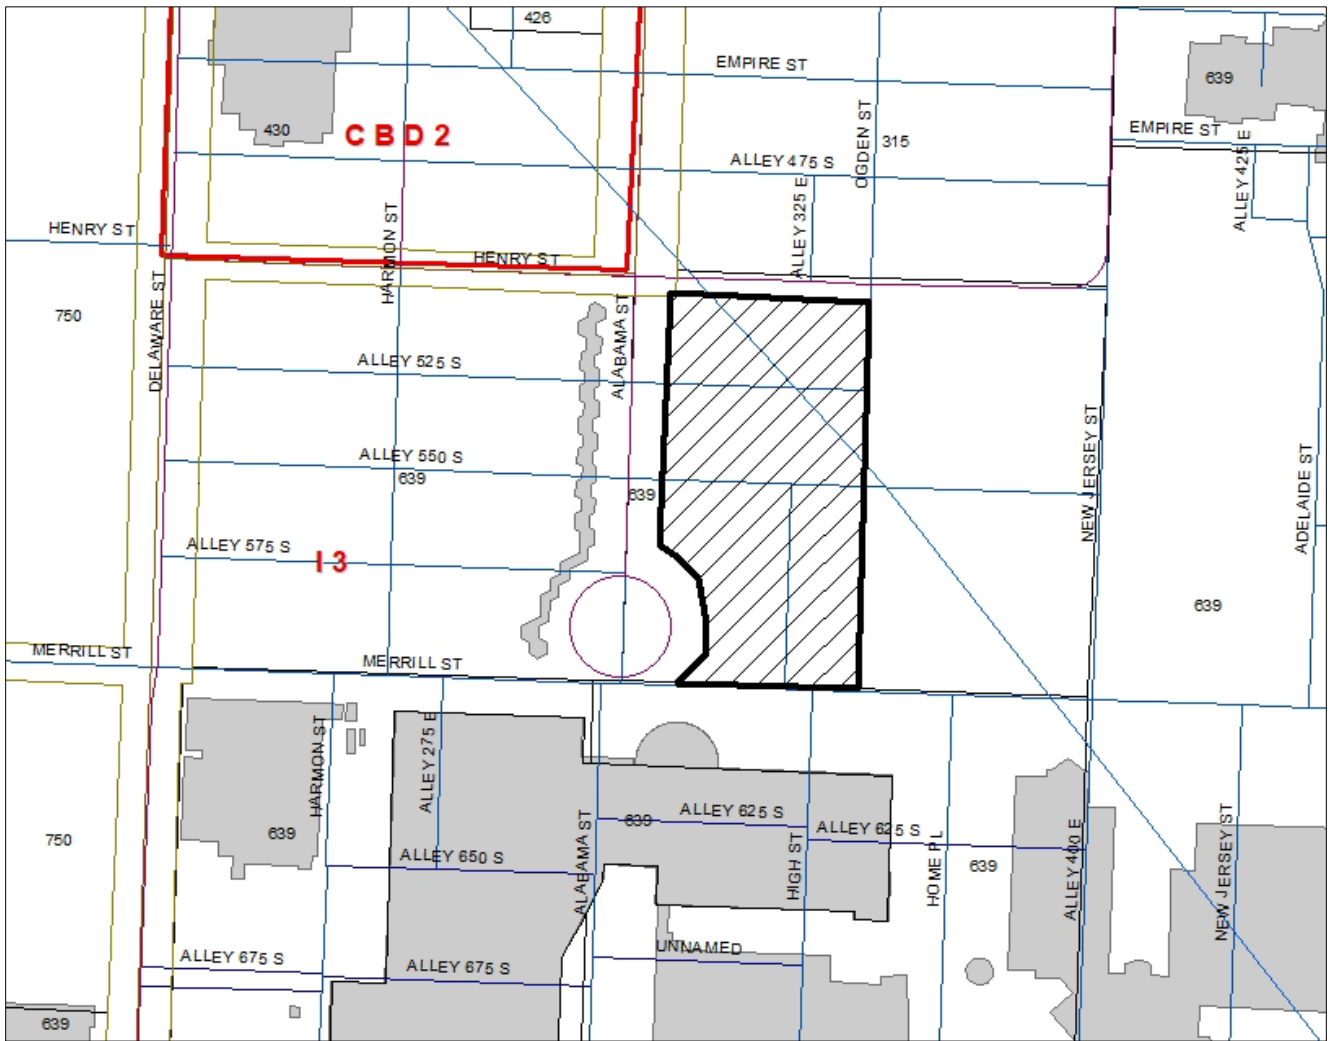 426
EMPIRE ST
639
430
C B D 2
OGDEN ST
315
EMPIRE ST
ALLEY 425 E
ALLEY 475 S
ALLEY 325 E
HENRY ST
HARMON ST
HENRY ST
750
DELAWARE ST
ALABAMA ST
ALLEY 525 S
NEW JERSEY ST
ADELAIDE ST
ALLEY 550 S
639
639
ALLEY 575 S
I 3
639
MERRILL ST
MERRILL ST
HARMON ST
ALLEY 275 E
ALABAMA ST
639
ALLEY 625 S
ALLEY 625 S
HIGH ST
HOME PL
639
ALLEY 400 E
NEW JERSEY ST
750
639
ALLEY 650 S
ALLEY 675 S
ALLEY 675 S
UNNAMED
639